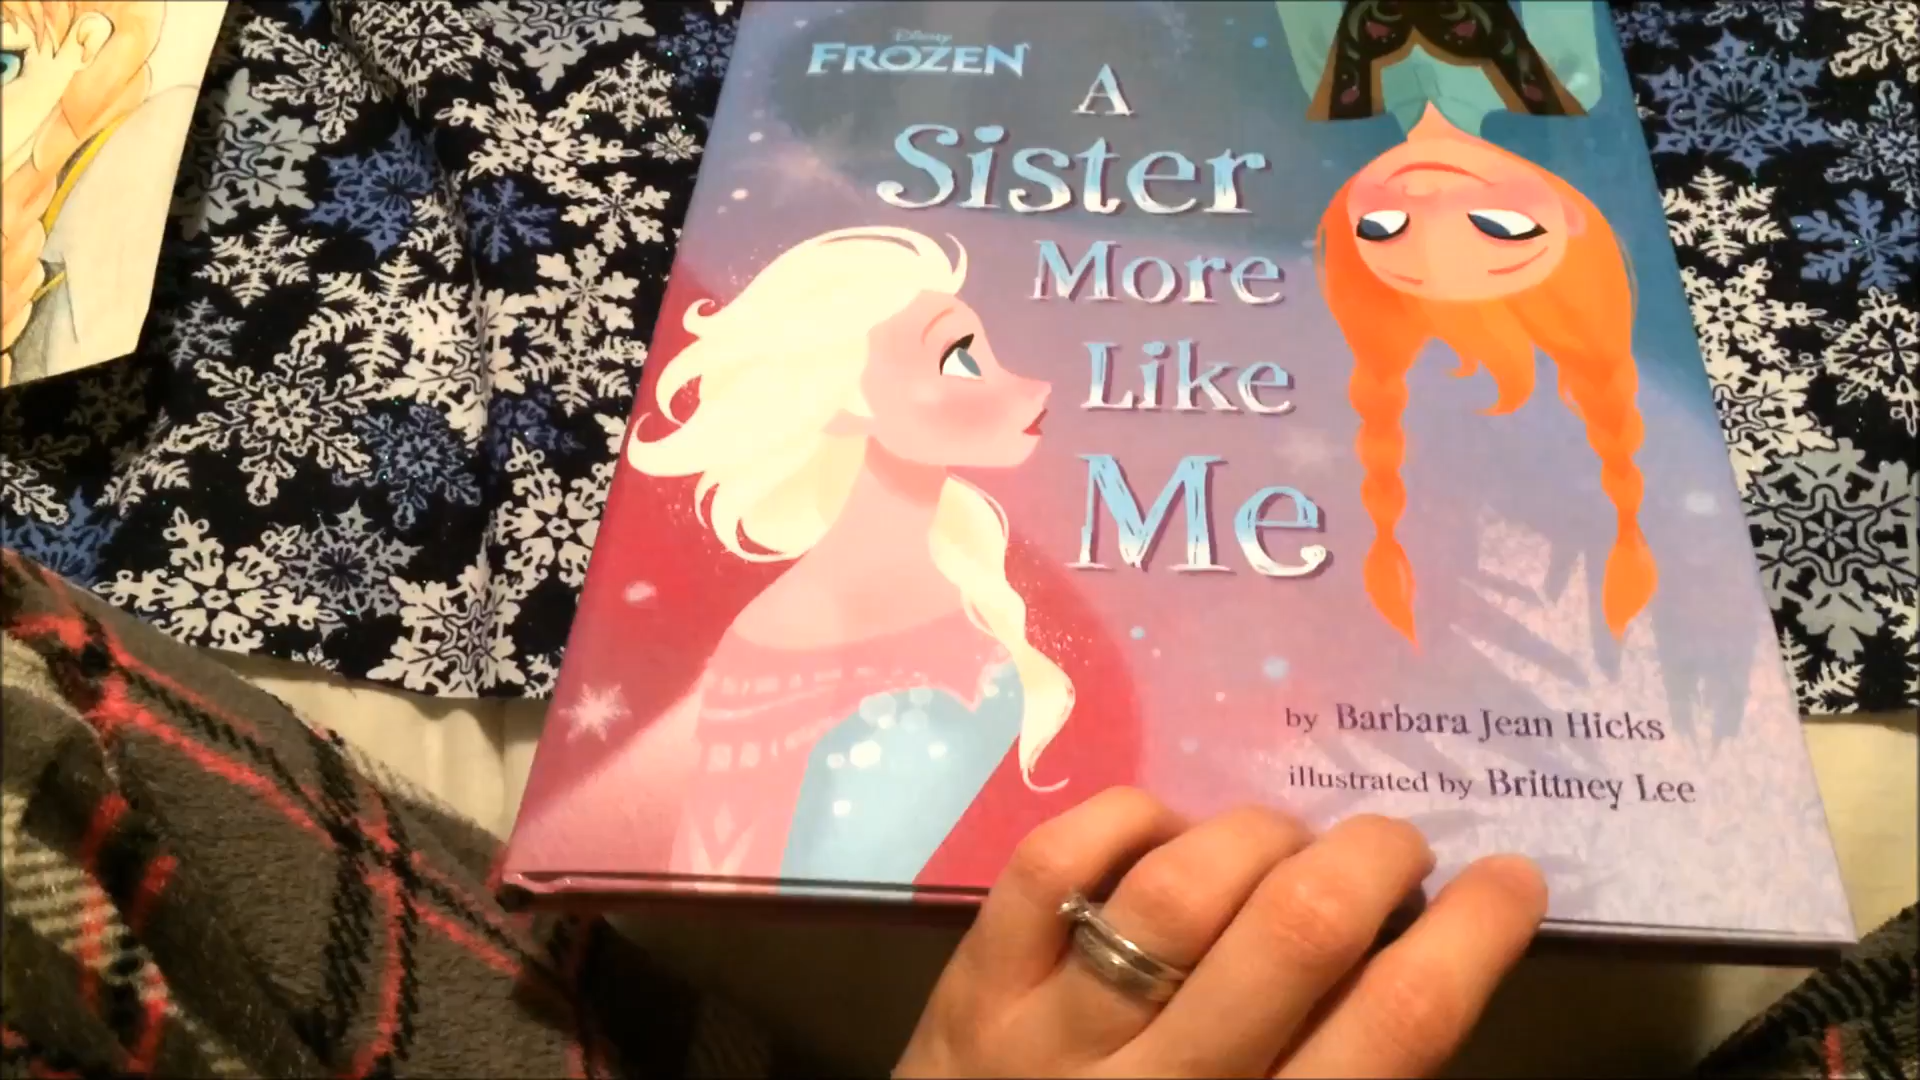 Disney
FROZEN
A
Sister
More
Like
Me
by Barbara Jean Hicks
illustrated by Brittney Lee